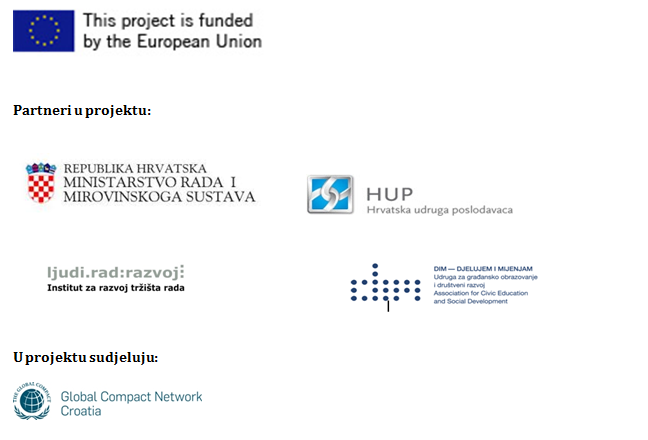 This project is funded
by the European Union
Partneri u projektu:
REPUBLIKA HRVATSKA
MINISTARSTVO RADA I
MIROVINSKOGA SUSTAVA
HUP
Hrvatska udruga poslodavaca
ljudi.rad:razvoj:
Institut za razvoj tržišta rada
DIM — DJELUJEM I MIJENJAM
Udruga za građansko obrazovanje
i društveni razvoj
Association for Civic Education
and Social Development
U projektu sudjeluju:
THE GLOBAL COMPACT
Global Compact Network
Croatia